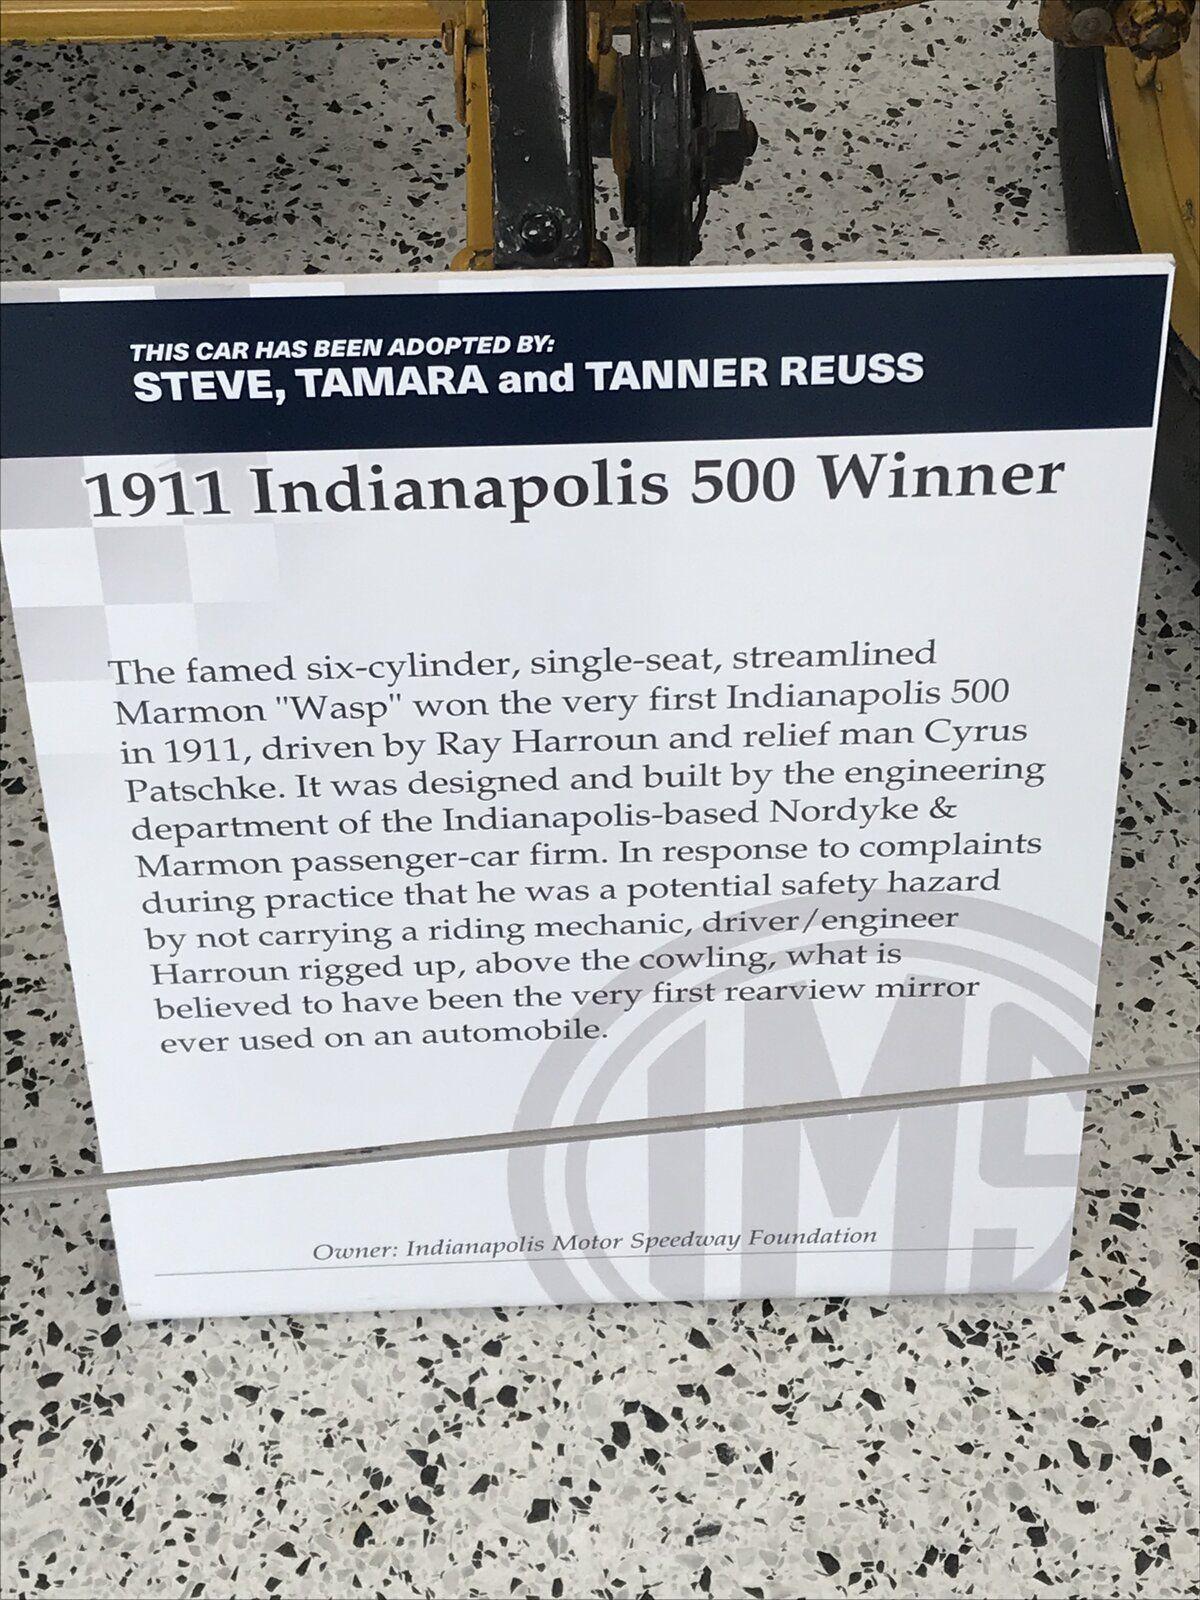 THIS CAR HAS BEEN ADOPTED BY:
STEVE, TAMARA and TANNER REUSS
1911 Indianapolis 500 Winner
The famed six-cylinder, single-seat, streamlined
Marmon "Wasp" won the very first Indianapolis 500
in 1911, driven by Ray Harroun and relief man Cyrus
Patschke. It was designed and built by the engineering
department of the Indianapolis-based Nordyke &
Marmon passenger-car firm. In response to complaints
during practice that he was a potential safety hazard
by not carrying a riding mechanic, driver/engineer
Harroun rigged up, above the cowling, what is
believed to have been the very first rearview mirror
ever used on an automobile.
IMS
Owner: Indianapolis Motor Speedway Foundation